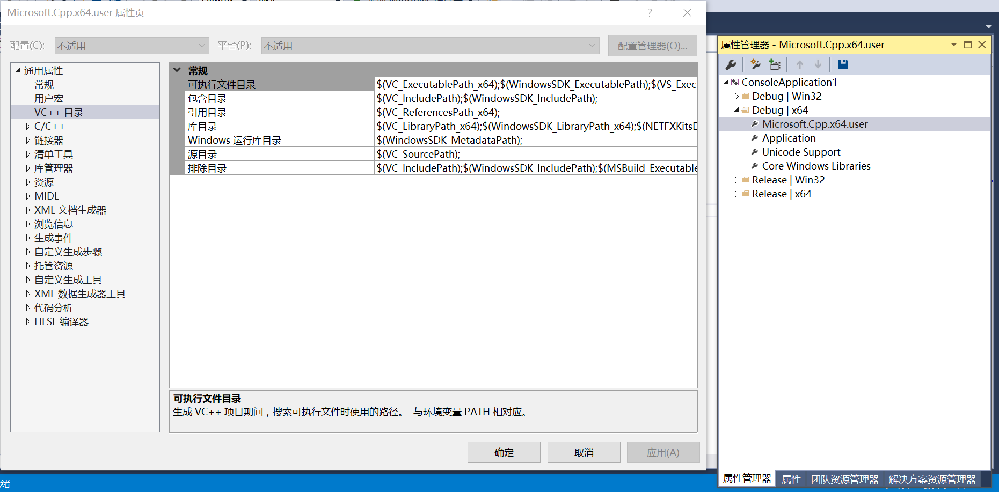 Microsoft.Cpp.x64.user 属性页
?
配置(C):
不适用
平台(P):
不适用
配置管理器(O)...
通用属性
常规
用户宏
VC++ 目录
C/C++
链接器
清单工具
库管理器
资源
MIDL
XML 文档生成器
浏览信息
生成事件
自定义生成步骤
托管资源
自定义生成工具
XML 数据生成器工具
代码分析
HLSL 编译器
常规
可执行文件目录 $(VC_ExecutablePath_x64);$(WindowsSDK_ExecutablePath);$(VS_Execu
包含目录 $(VC_IncludePath);$(WindowsSDK_IncludePath);
引用目录 $(VC_ReferencesPath_x64);
库目录 $(VC_LibraryPath_x64);$(WindowsSDK_LibraryPath_x64);$(NETFXKitsD
Windows 运行库目录 $(WindowsSDK_MetadataPath);
源目录 $(VC_SourcePath);
排除目录 $(VC_IncludePath);$(WindowsSDK_IncludePath);$(MSBuild_Executable
可执行文件目录
生成 VC++ 项目期间，搜索可执行文件时使用的路径。 与环境变量 PATH 相对应。
确定
取消
应用(A)
绪
属性管理器 - Microsoft.Cpp.x64.user
ConsoleApplication1
Debug | Win32
Debug | x64
Microsoft.Cpp.x64.user
Application
Unicode Support
Core Windows Libraries
Release | Win32
Release | x64
属性管理器
属性
团队资源管理器
解决方案资源管理器